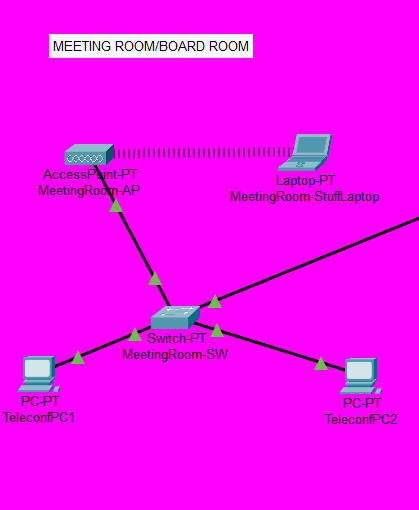 MEETING ROOM/BOARD ROOM
AccessPoint-PT
MeetingRoom-AP
Laptop-PT
MeetingRoom-StuffLaptop
Switch-PT
MeetingRoom-SW
PC-PT
TeleconfPC1
PC-PT
TeleconfPC2